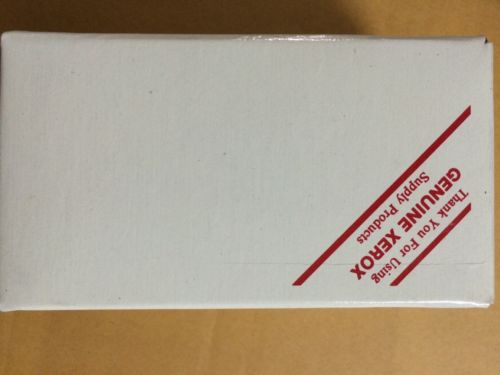 Thank You For Using
GENUINE XEROX
Supply Products